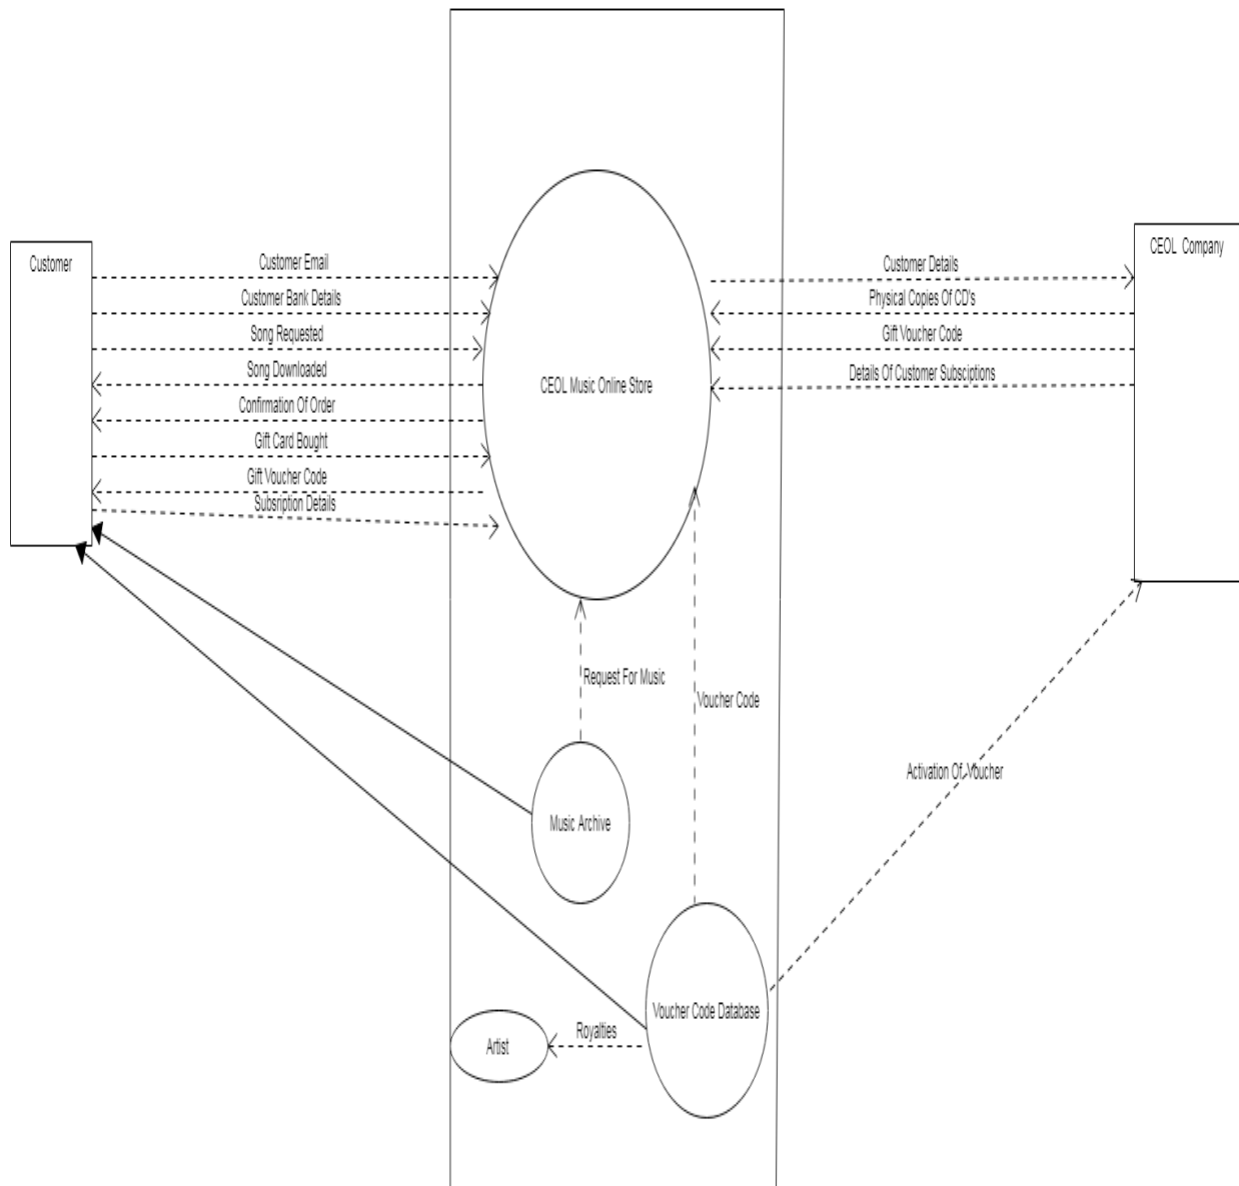 Customer
CEOL  Company
Customer Email
Customer Bank Details
Song Requested
Song Downloaded
Confirmation Of Order
Gift Card Bought
Gift Voucher Code
Subsription Details
CEOL Music Online Store
Customer Details
Physical Copies Of CD's
Gift Voucher Code
Details Of Customer Subsciptions
Request For Music
Voucher Code
Activation Of Voucher
Music Archive
Voucher Code Database
Royalties
Artist